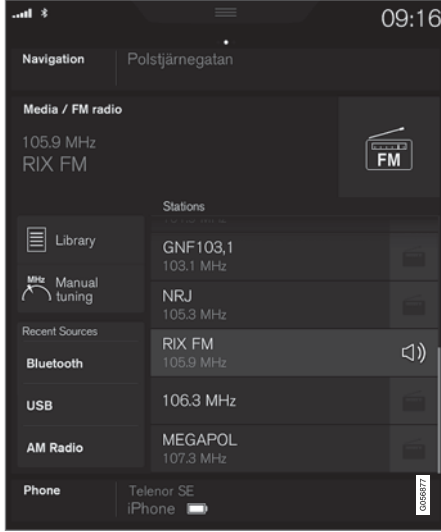 09:16
Navigation
Polstjärnegatan
Media / FM radio
105.9 MHz
RIX FM
FM
Stations
Library
MHz Manual
tuning
Recent Sources
Bluetooth
USB
AM Radio
GNF103,1
103.1 MHz
NRJ
105.3 MHz
RIX FM
105.9 MHz
106.3 MHz
MEGAPOL
107.3 MHz
Phone
Telenor SE
iPhone
G056877